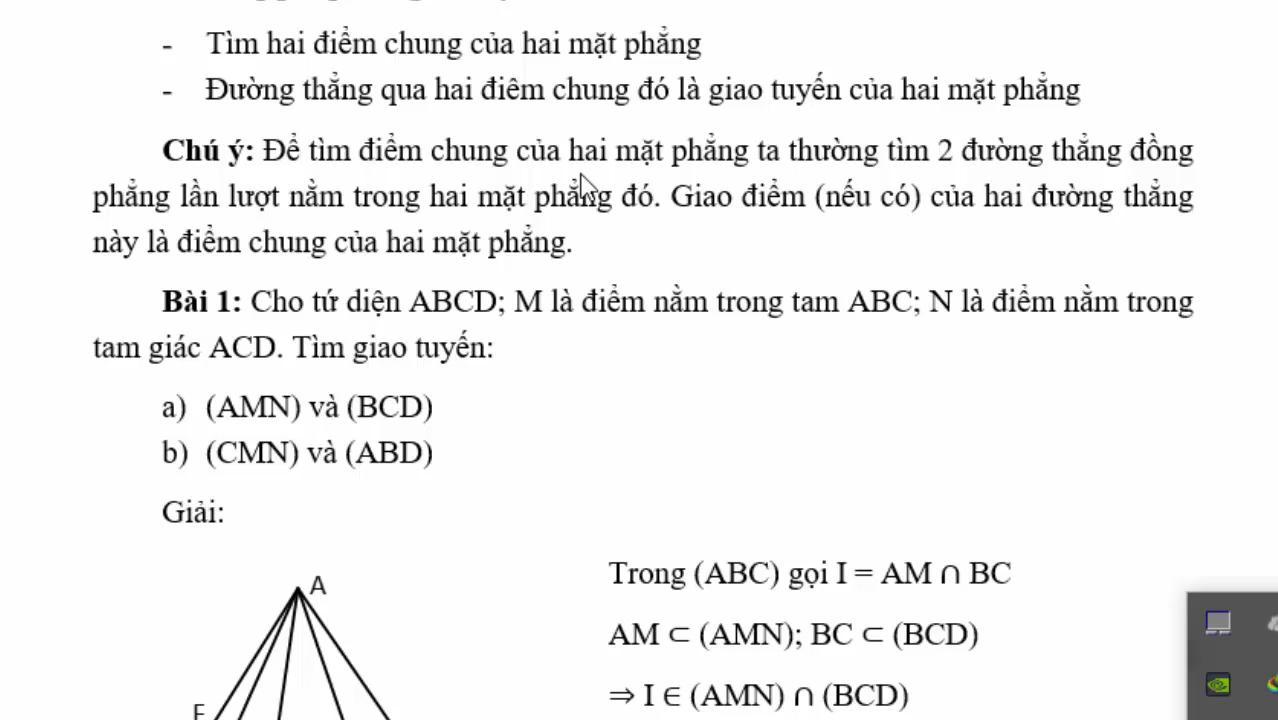 - Tìm hai điểm chung của hai mặt phẳng
- Đường thẳng qua hai điêm chung đó là giao tuyến của hai mặt phẳng
Chú ý: Để tìm điểm chung của hai mặt phẳng ta thường tìm 2 đường thẳng đồng
phẳng lần lượt nằm trong hai mặt phẳng đó. Giao điểm (nếu có) của hai đường thẳng
này là điểm chung của hai mặt phẳng.
Bài 1: Cho tứ diện ABCD; M là điểm nằm trong tam ABC; N là điểm nằm trong
tam giác ACD. Tìm giao tuyến:
a) (AMN) và (BCD)
b) (CMN) và (ABD)
Giải:
A
Trong (ABC) gọi I = AM ∩ BC
AM ⊂ (AMN); BC ⊂ (BCD)
⇒ I ∈ (AMN) ∩ (BCD)